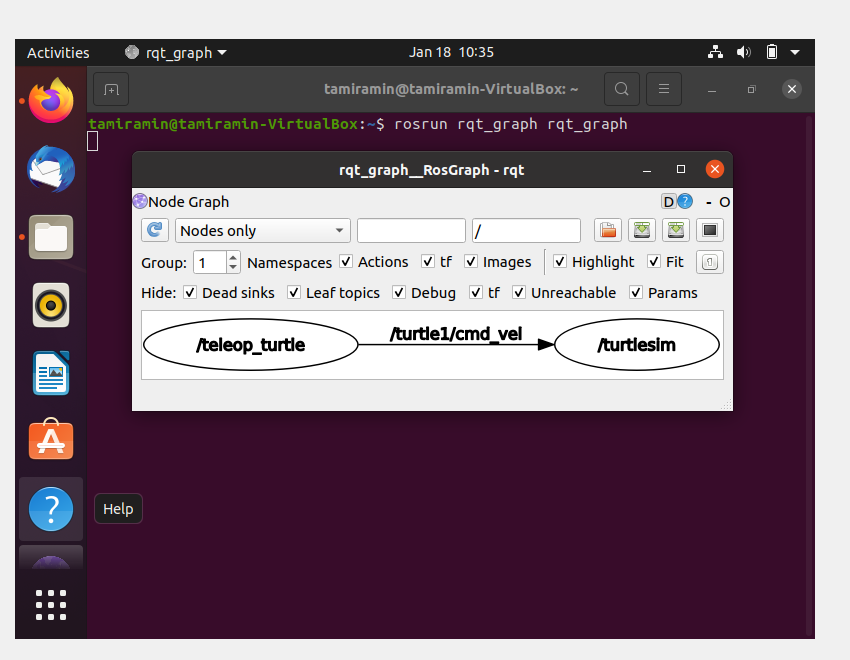 Activities rqt_graph Jan 18 10:35
tamiramin@tamiramin-VirtualBox: ~
tamiramin@tamiramin-VirtualBox:~$ rosrun rqt_graph rqt_graph
rqt_graph__RosGraph - rqt
Node Graph D ? - O
Nodes only /
Group: 1 Namespaces Actions tf Images Highlight Fit
Hide: Dead sinks Leaf topics Debug tf Unreachable Params
/turtle1/cmd_vel
/teleop_turtle /turtlesim
Help